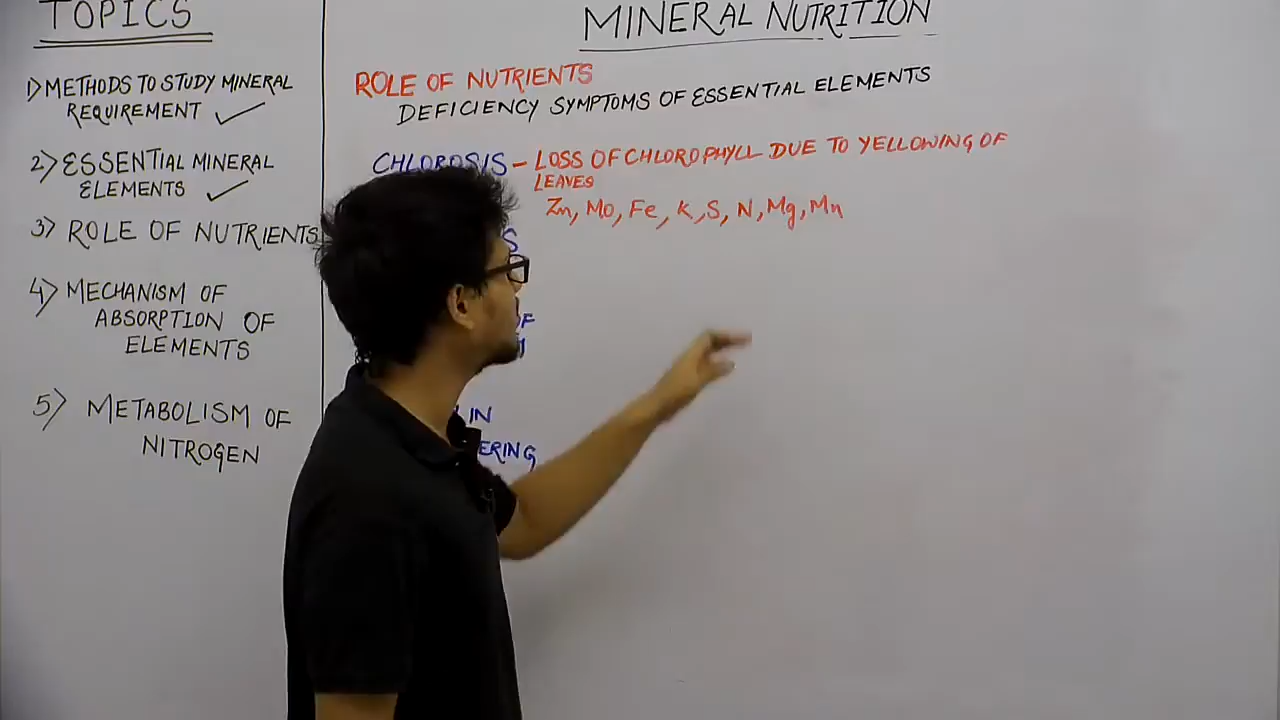 TOPICS
1) METHODS TO STUDY MINERAL
REQUIREMENT ✓
2) ESSENTIAL MINERAL
ELEMENTS ✓
3) ROLE OF NUTRIENTS
4) MECHANISM OF
ABSORPTION OF
ELEMENTS
5) METABOLISM OF
NITROGEN
MINERAL NUTRITION
ROLE OF NUTRIENTS
DEFICIENCY SYMPTOMS OF ESSENTIAL ELEMENTS
CHLOROSIS - LOSS OF CHLOROPHYLL DUE TO YELLOWING OF
LEAVES
Zn, Mo, Fe, K, S, N, Mg, Mn
IN